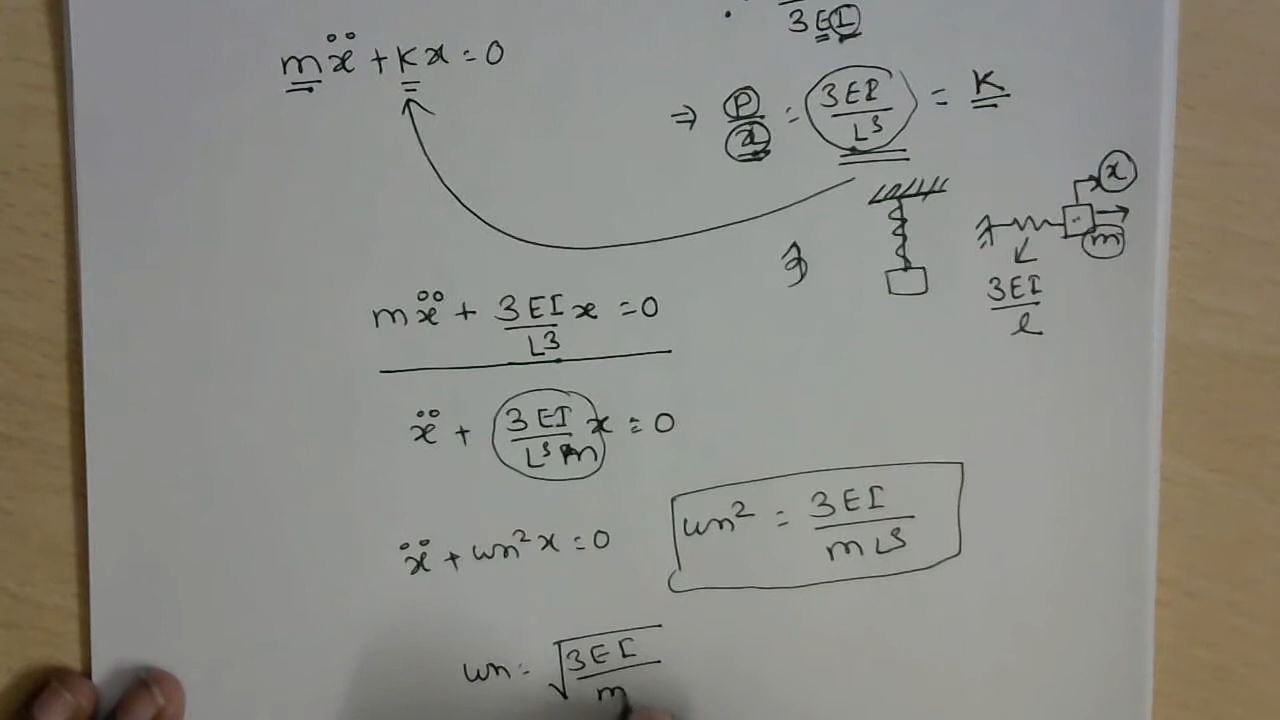 3EI
mẍ + kx = 0
⇒ P/x = 3EI/L³ = K
x
m
3EI/l
mẍ + 3EI/L³ x = 0
ẍ + 3EI/L³m x = 0
ẍ + ωn²x = 0
ωn² = 3EI/mL³
ωn = √3EI/m